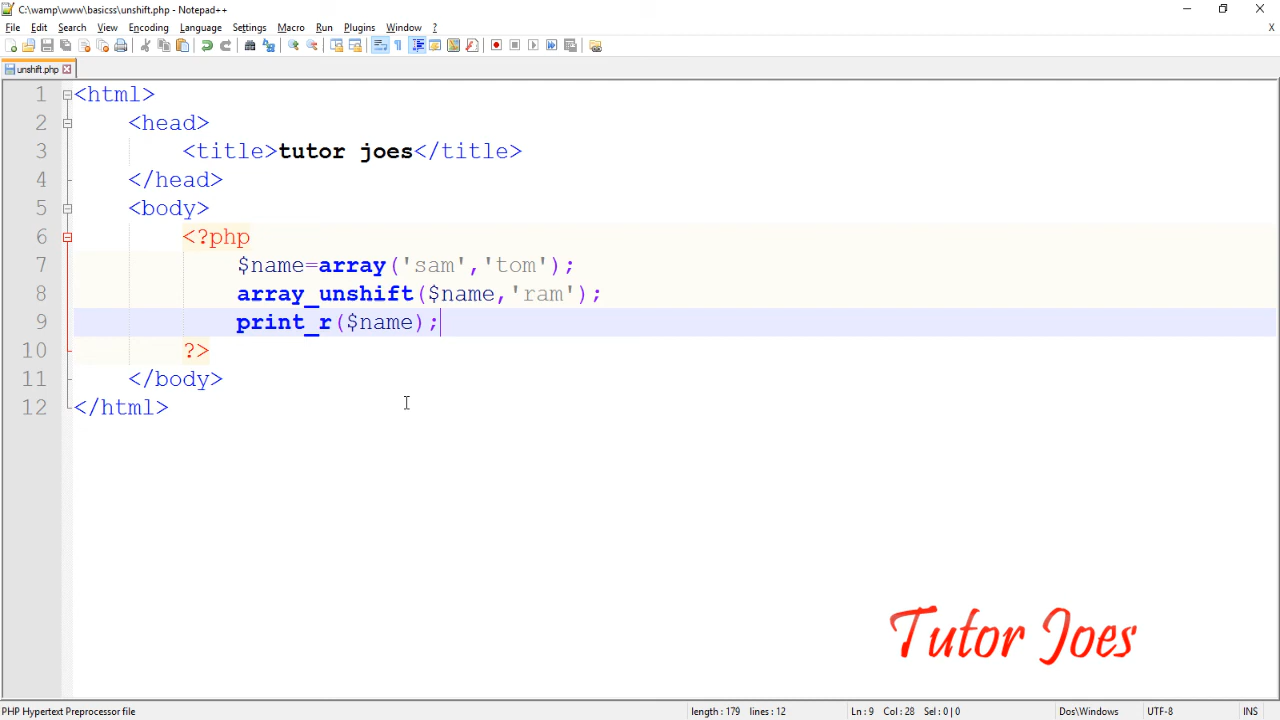 C:\wamp\www\basicss\unshift.php - Notepad++
File Edit Search View Encoding Language Settings Macro Run Plugins Window ?
X
unshift.php
1 <html>
2 <head>
3 <title>tutor joes</title>
4 </head>
5 <body>
6 <?php
7 $name=array('sam','tom');
8 array_unshift($name,'ram');
9 print_r($name);
10 ?>
11 </body>
12 </html>
Tutor Joes
PHP Hypertext Preprocessor file length : 179 lines : 12 Ln : 9 Col : 28 Sel : 0 | 0 Dos\Windows UTF-8 INS